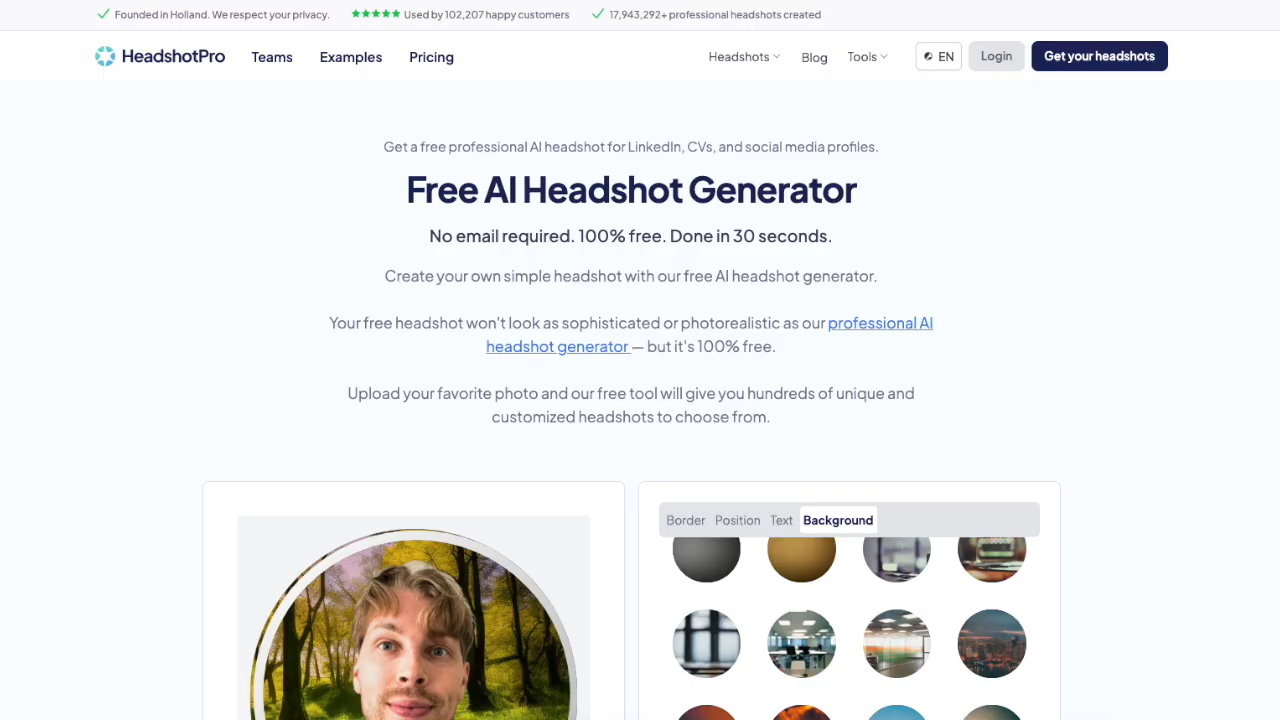 Founded in Holland. We respect your privacy.
Used by 102,207 happy customers
17,943,292+ professional headshots created
HeadshotPro
Teams
Examples
Pricing
Headshots
Blog
Tools
EN
Login
Get your headshots
Get a free professional AI headshot for LinkedIn, CVs, and social media profiles.
Free AI Headshot Generator
No email required. 100% free. Done in 30 seconds.
Create your own simple headshot with our free AI headshot generator.
Your free headshot won't look as sophisticated or photorealistic as our professional AI
headshot generator — but it's 100% free.
Upload your favorite photo and our free tool will give you hundreds of unique and
customized headshots to choose from.
Border
Position
Text
Background